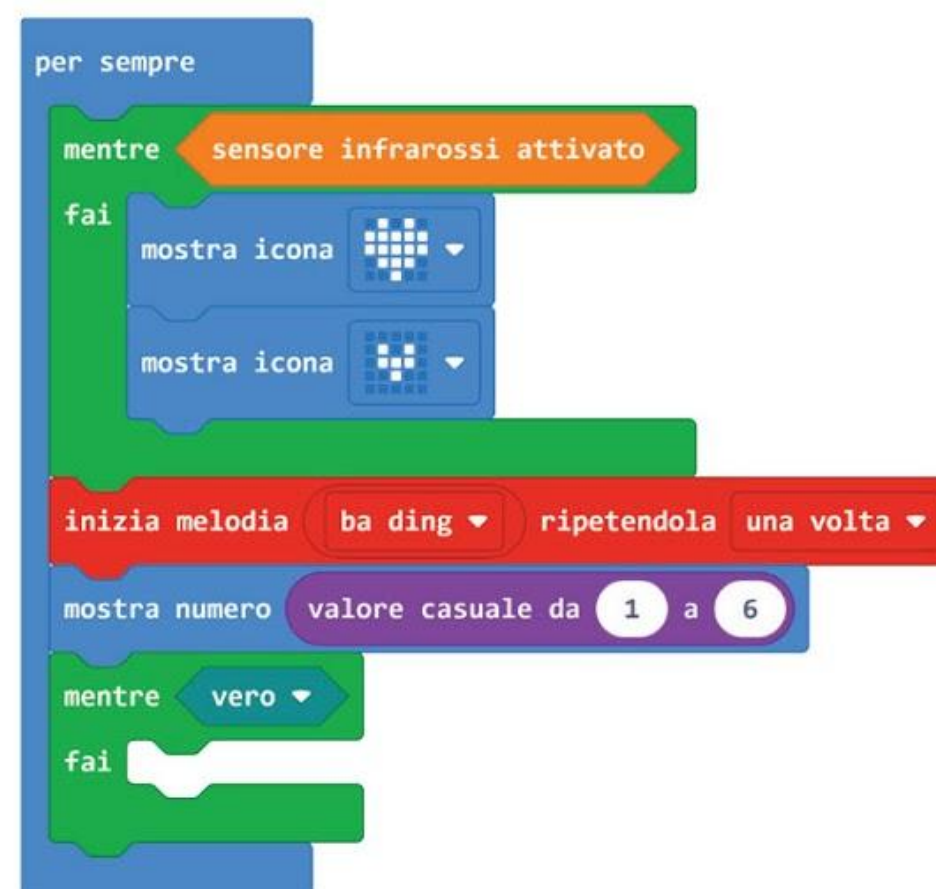 per sempre
mentre sensore infrarossi attivato
fai
mostra icona
mostra icona
inizia melodia ba ding ripetendola una volta
mostra numero valore casuale da 1 a 6
mentre vero
fai